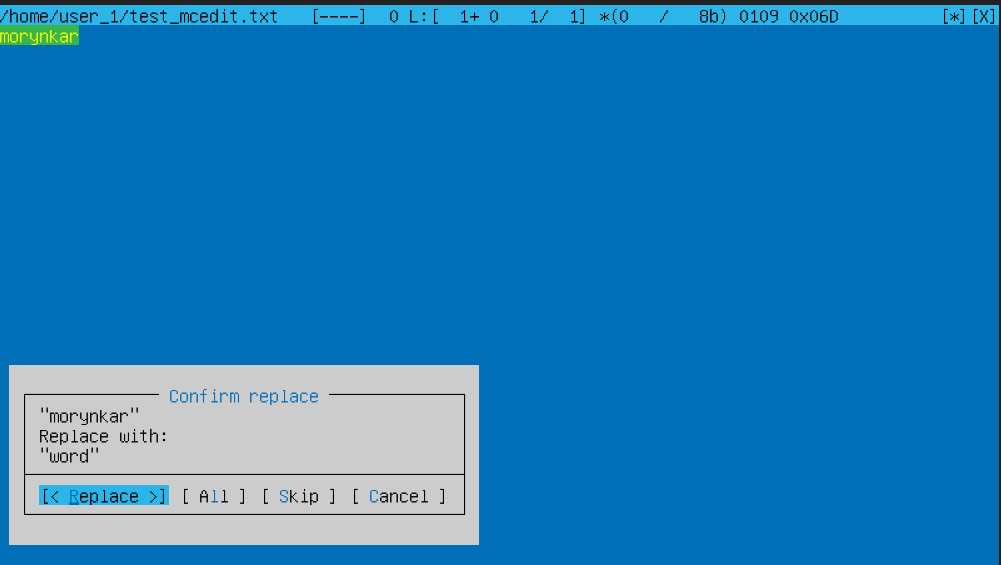 /home/user_1/test_mcedit.txt [----] 0 L:[ 1+ 0 1/ 1] *(0 / 8b) 0109 0x06D [*][X]
morynkar
Confirm replace
"morynkar"
Replace with:
"word"
[< Replace >] [ All ] [ Skip ] [ Cancel ]